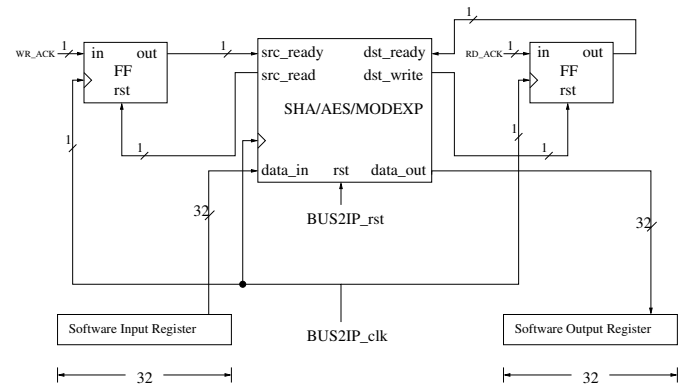 1
1
1
1
WR_ACK
in out
FF
rst
src_ready dst_ready
src_read dst_write
SHA/AES/MODEXP
data_in rst data_out
RD_ACK
in out
FF
rst
1
1
1
1
32
32
BUS2IP_rst
Software Input Register
BUS2IP_clk
Software Output Register
32
32